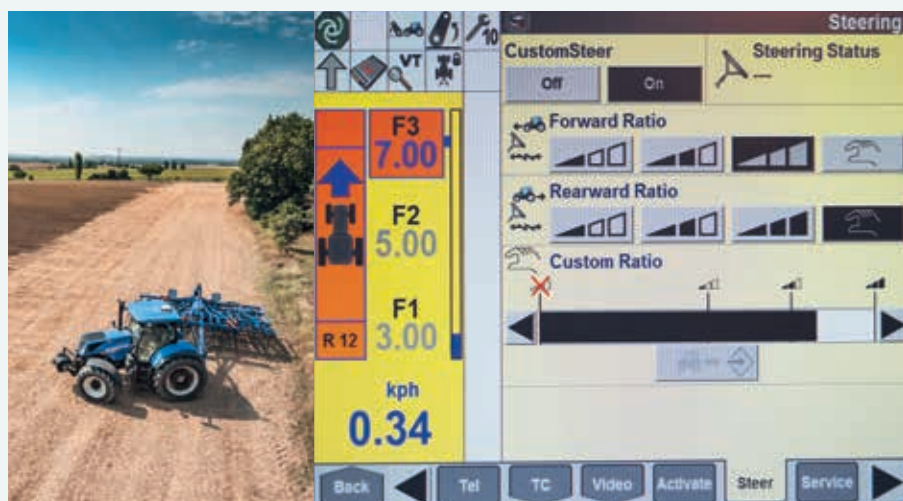 Steering
10
VT
CustomSteer
Steering Status
Off
On
F3
7.00
Forward Ratio
F2
5.00
Rearward Ratio
Custom Ratio
F1
3.00
R 12
kph
0.34
Back
Tel
TC
Video
Activate
Steer
Service